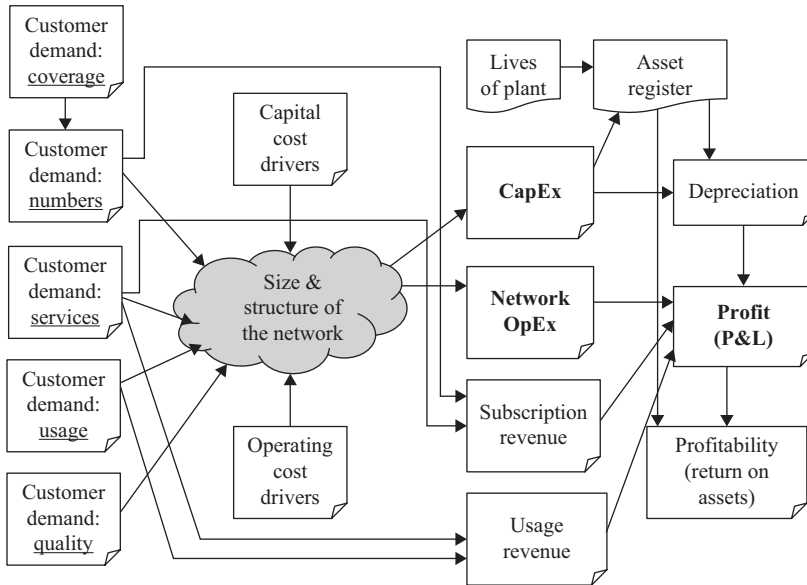 Customer
demand:
coverage
Customer
demand:
numbers
Customer
demand:
services
Customer
demand:
usage
Customer
demand:
quality
Capital
cost
drivers
Size &
structure of
the network
Operating
cost
drivers
Lives
of plant
Asset
register
CapEx
Depreciation
Network
OpEx
Profit
(P&L)
Subscription
revenue
Profitability
(return on
assets)
Usage
revenue